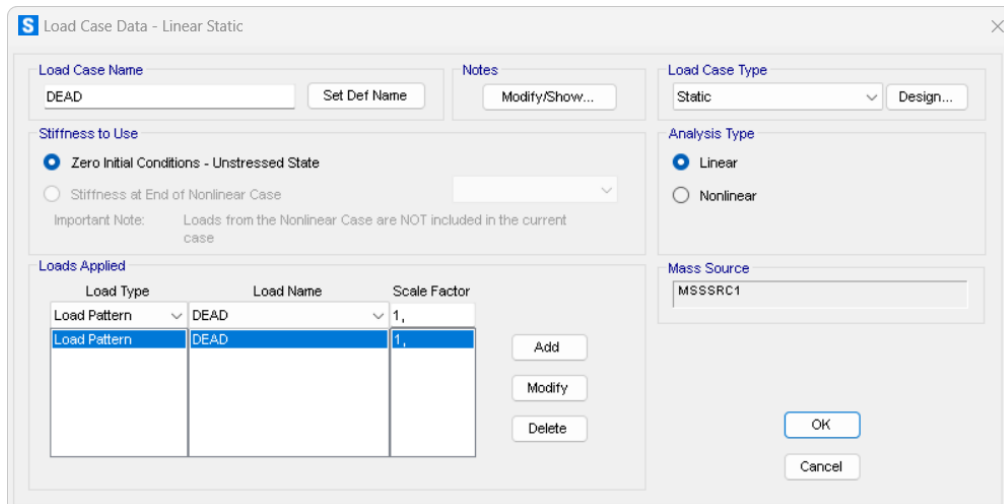 S Load Case Data - Linear Static
Load Case Name
DEAD
Set Def Name
Notes
Modify/Show...
Load Case Type
Static
Design...
Stiffness to Use
Zero Initial Conditions - Unstressed State
Stiffness at End of Nonlinear Case
Important Note: Loads from the Nonlinear Case are NOT included in the current
case
Analysis Type
Linear
Nonlinear
Loads Applied
Load Type Load Name Scale Factor
Load Pattern DEAD 1,
Load Pattern DEAD 1,
Add
Modify
Delete
Mass Source
MSSSRC1
OK
Cancel